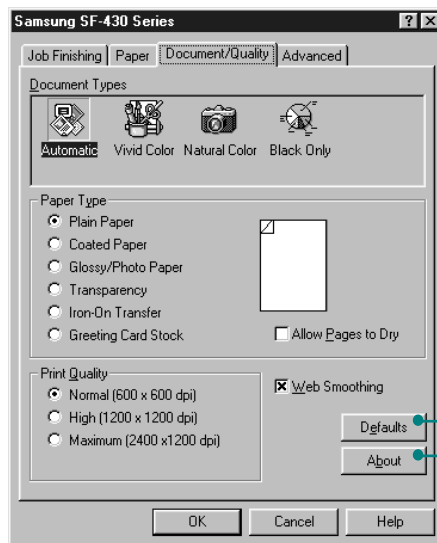 Samsung SF-430 Series
Job Finishing Paper Document/Quality Advanced
Document Types
Automatic Vivid Color Natural Color Black Only
Paper Type
Plain Paper
Coated Paper
Glossy/Photo Paper
Transparency
Iron-On Transfer
Greeting Card Stock
Allow Pages to Dry
Print Quality
Normal (600 x 600 dpi)
High (1200 x 1200 dpi)
Maximum (2400 x1200 dpi)
Web Smoothing
Defaults
About
OK Cancel Help